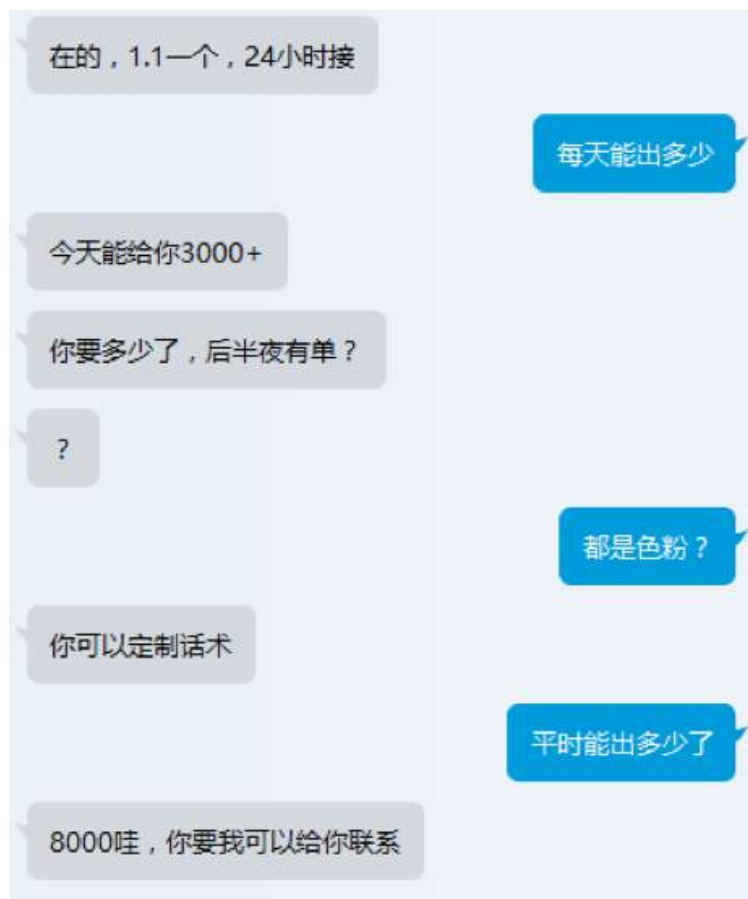 在的，1.1一个，24小时接
每天能出多少
今天能给你3000+
你要多少了，后半夜有单？
？
都是色粉？
你可以定制话术
平时能出多少了
8000哇，你要我可以给你联系